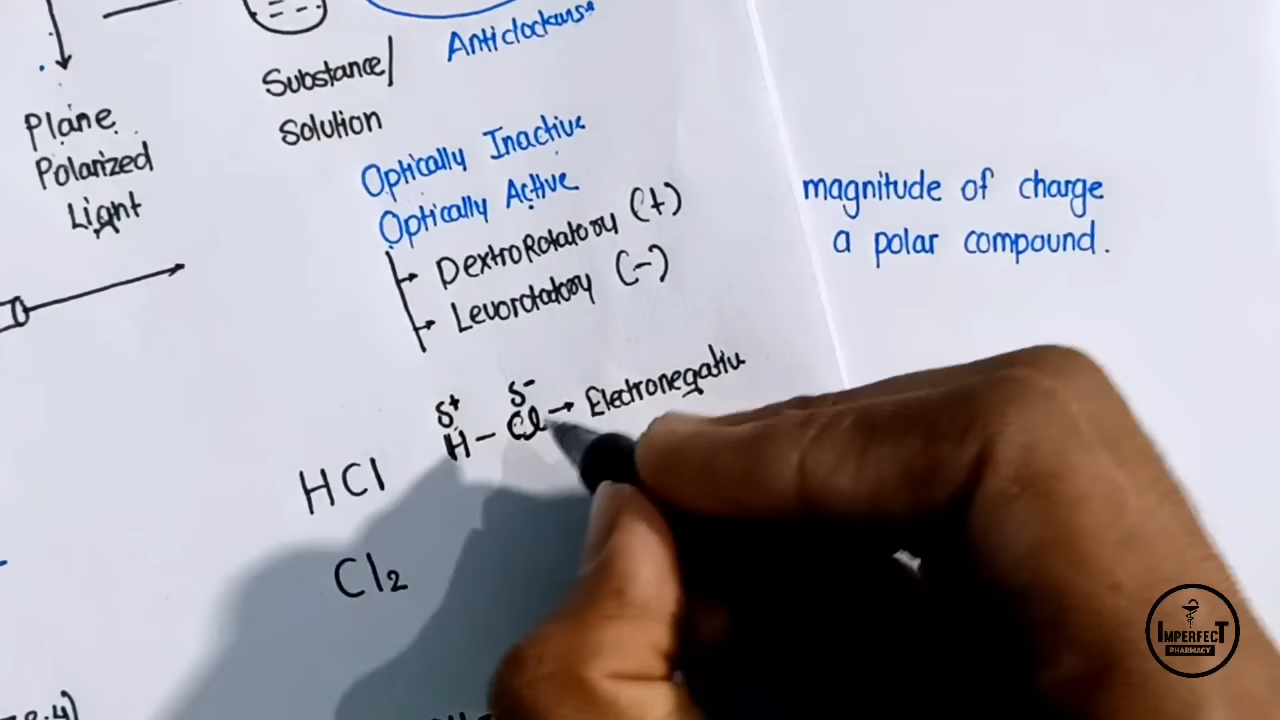 Anticlockwise
Substance/
Solution
Plane
Polarized
Light
Optically Inactive
Optically Active
DextroRotatory (+)
Levorotatory (-)
magnitude of charge
a polar compound.
δ+ δ-
H - Cl → Electronegativ
HCl
Cl2
IMPERFECT
PHARMACY